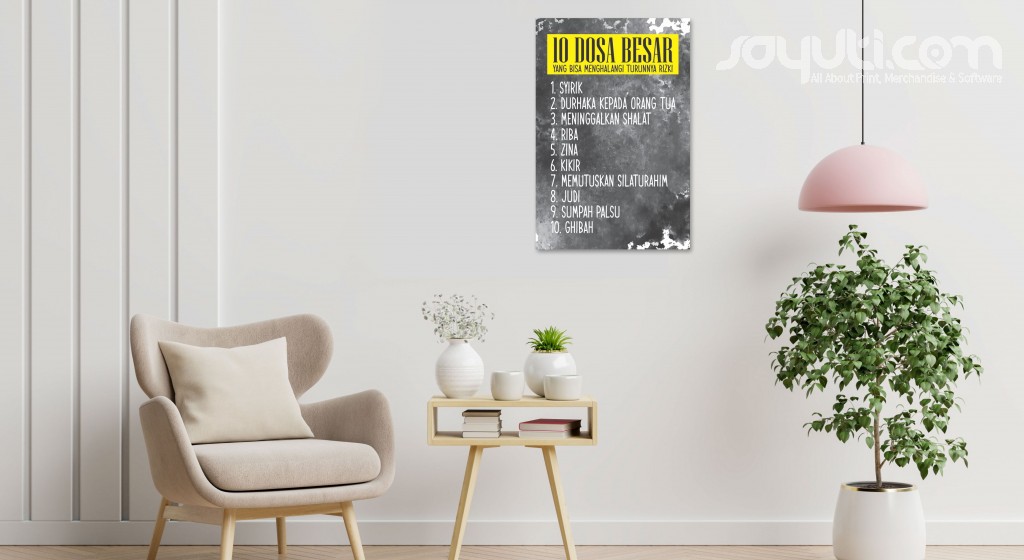 10 DOSA BESAR
YANG BISA MENGHALANGI TURUNNYA RIZKI
1. SYIRIK
2. DURHAKA KEPADA ORANG TUA
3. MENINGGALKAN SHALAT
4. RIBA
5. ZINA
6. KIKIR
7. MEMUTUSKAN SILATURAHIM
8. JUDI
9. SUMPAH PALSU
10. GHIBAH
sayuti.com
All About Print, Merchandise & Software